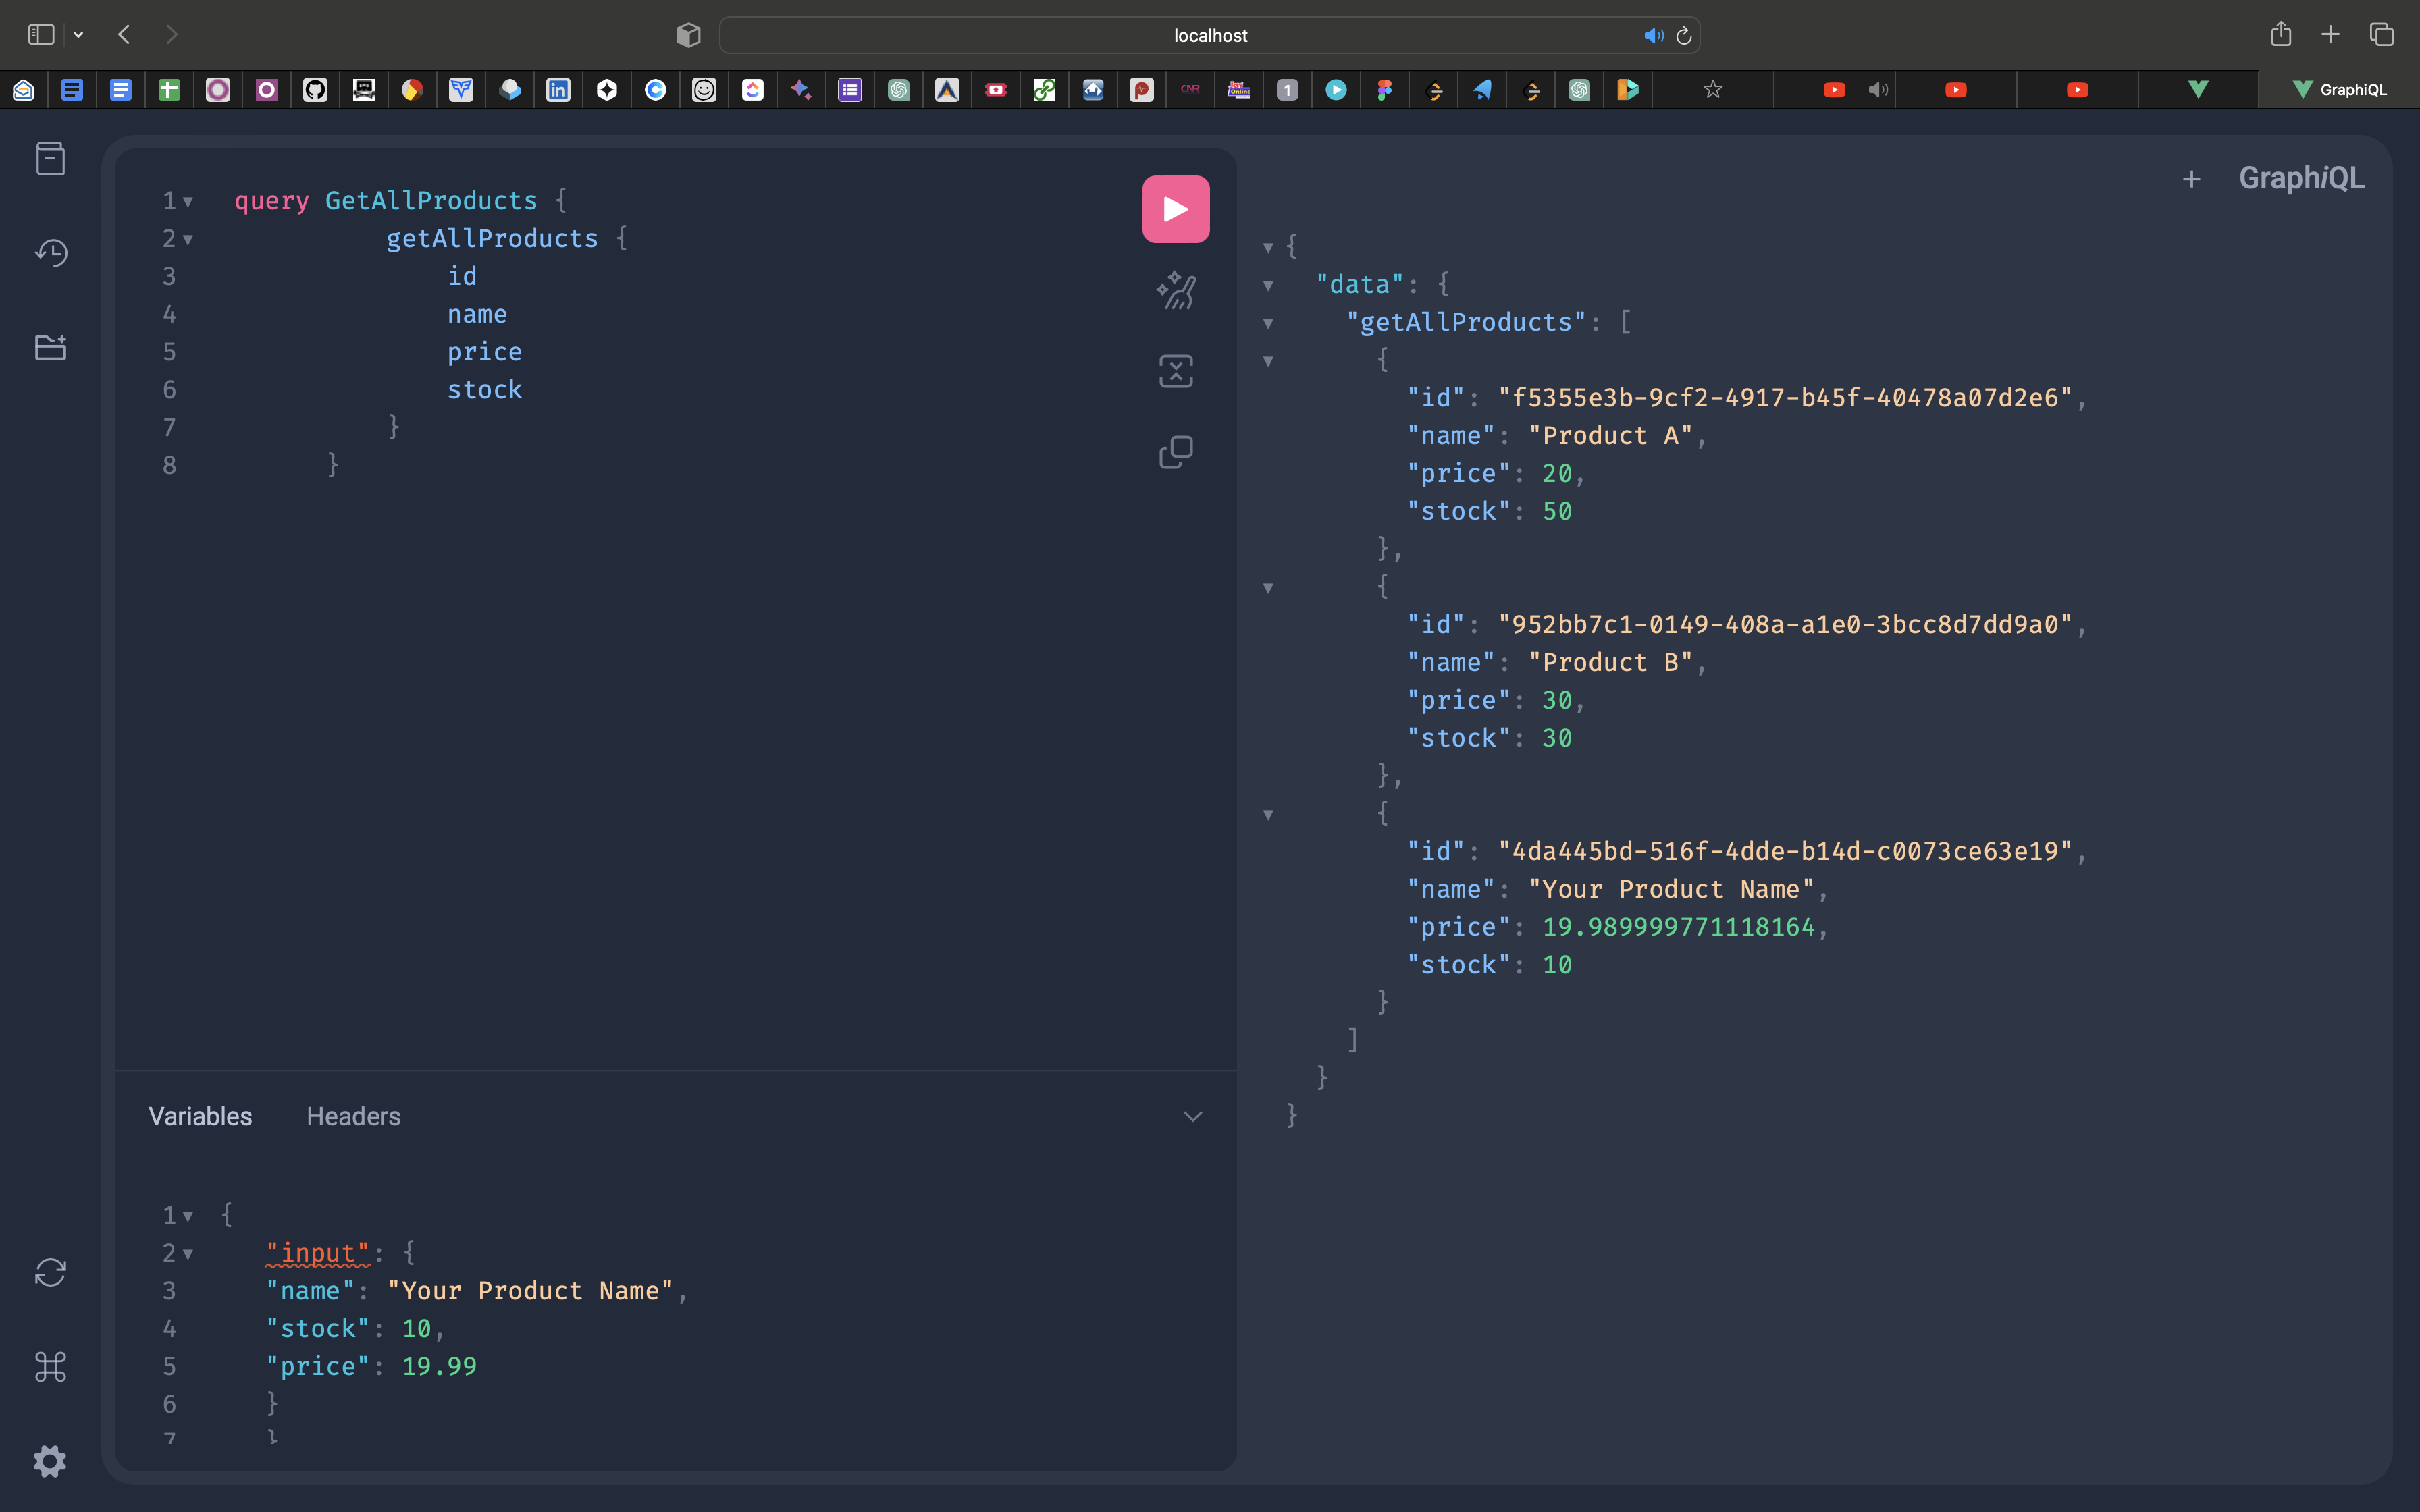 localhost
CNR
1
GraphiQL
GraphiQL
1 query GetAllProducts {
2 getAllProducts {
3 id
4 name
5 price
6 stock
7 }
8 }
{
"data": {
"getAllProducts": [
{
"id": "f5355e3b-9cf2-4917-b45f-40478a07d2e6",
"name": "Product A",
"price": 20,
"stock": 50
},
{
"id": "952bb7c1-0149-408a-a1e0-3bcc8d7dd9a0",
"name": "Product B",
"price": 30,
"stock": 30
},
{
"id": "4da445bd-516f-4dde-b14d-c0073ce63e19",
"name": "Your Product Name",
"price": 19.989999771118164,
"stock": 10
}
]
}
}
Variables Headers
1 {
2 "input": {
3 "name": "Your Product Name",
4 "stock": 10,
5 "price": 19.99
6 }
7 }